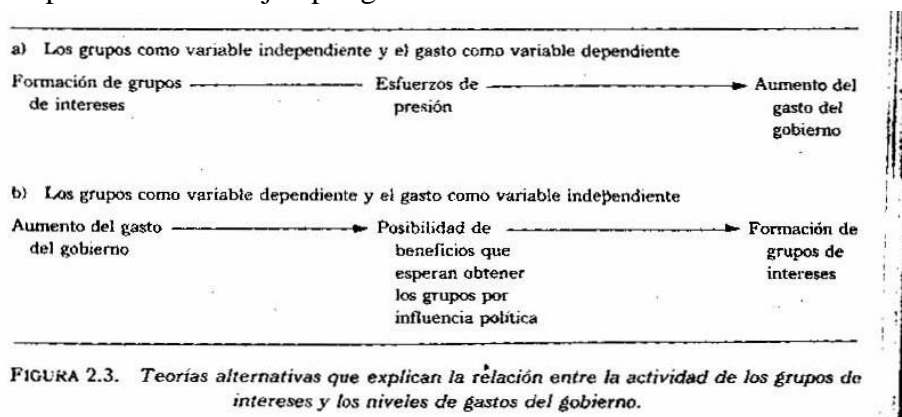 a) Los grupos como variable independiente y el gasto como variable dependiente
Formación de grupos de intereses
Esfuerzos de presión
Aumento del gasto del gobierno
b) Los grupos como variable dependiente y el gasto como variable independiente
Aumento del gasto del gobierno
Posibilidad de beneficios que esperan obtener los grupos por influencia política
Formación de grupos de intereses
FIGURA 2.3. Teorías alternativas que explican la relación entre la actividad de los grupos de
intereses y los niveles de gastos del gobierno.